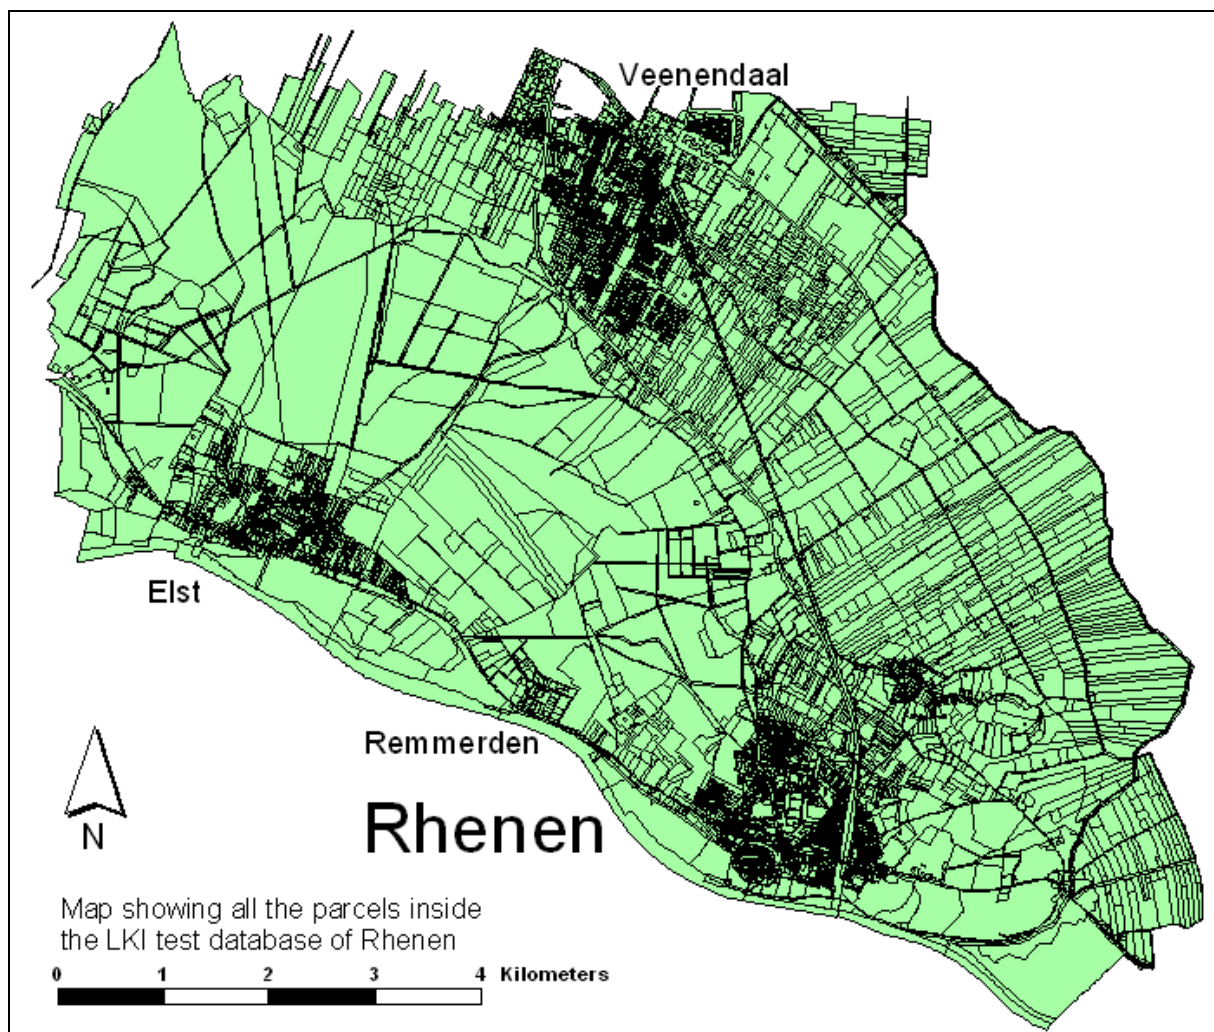 Veenendaal
Elst
Remmerden
Rhenen
N
Map showing all the parcels inside
the LKI test database of Rhenen
0 1 2 3 4 Kilometers